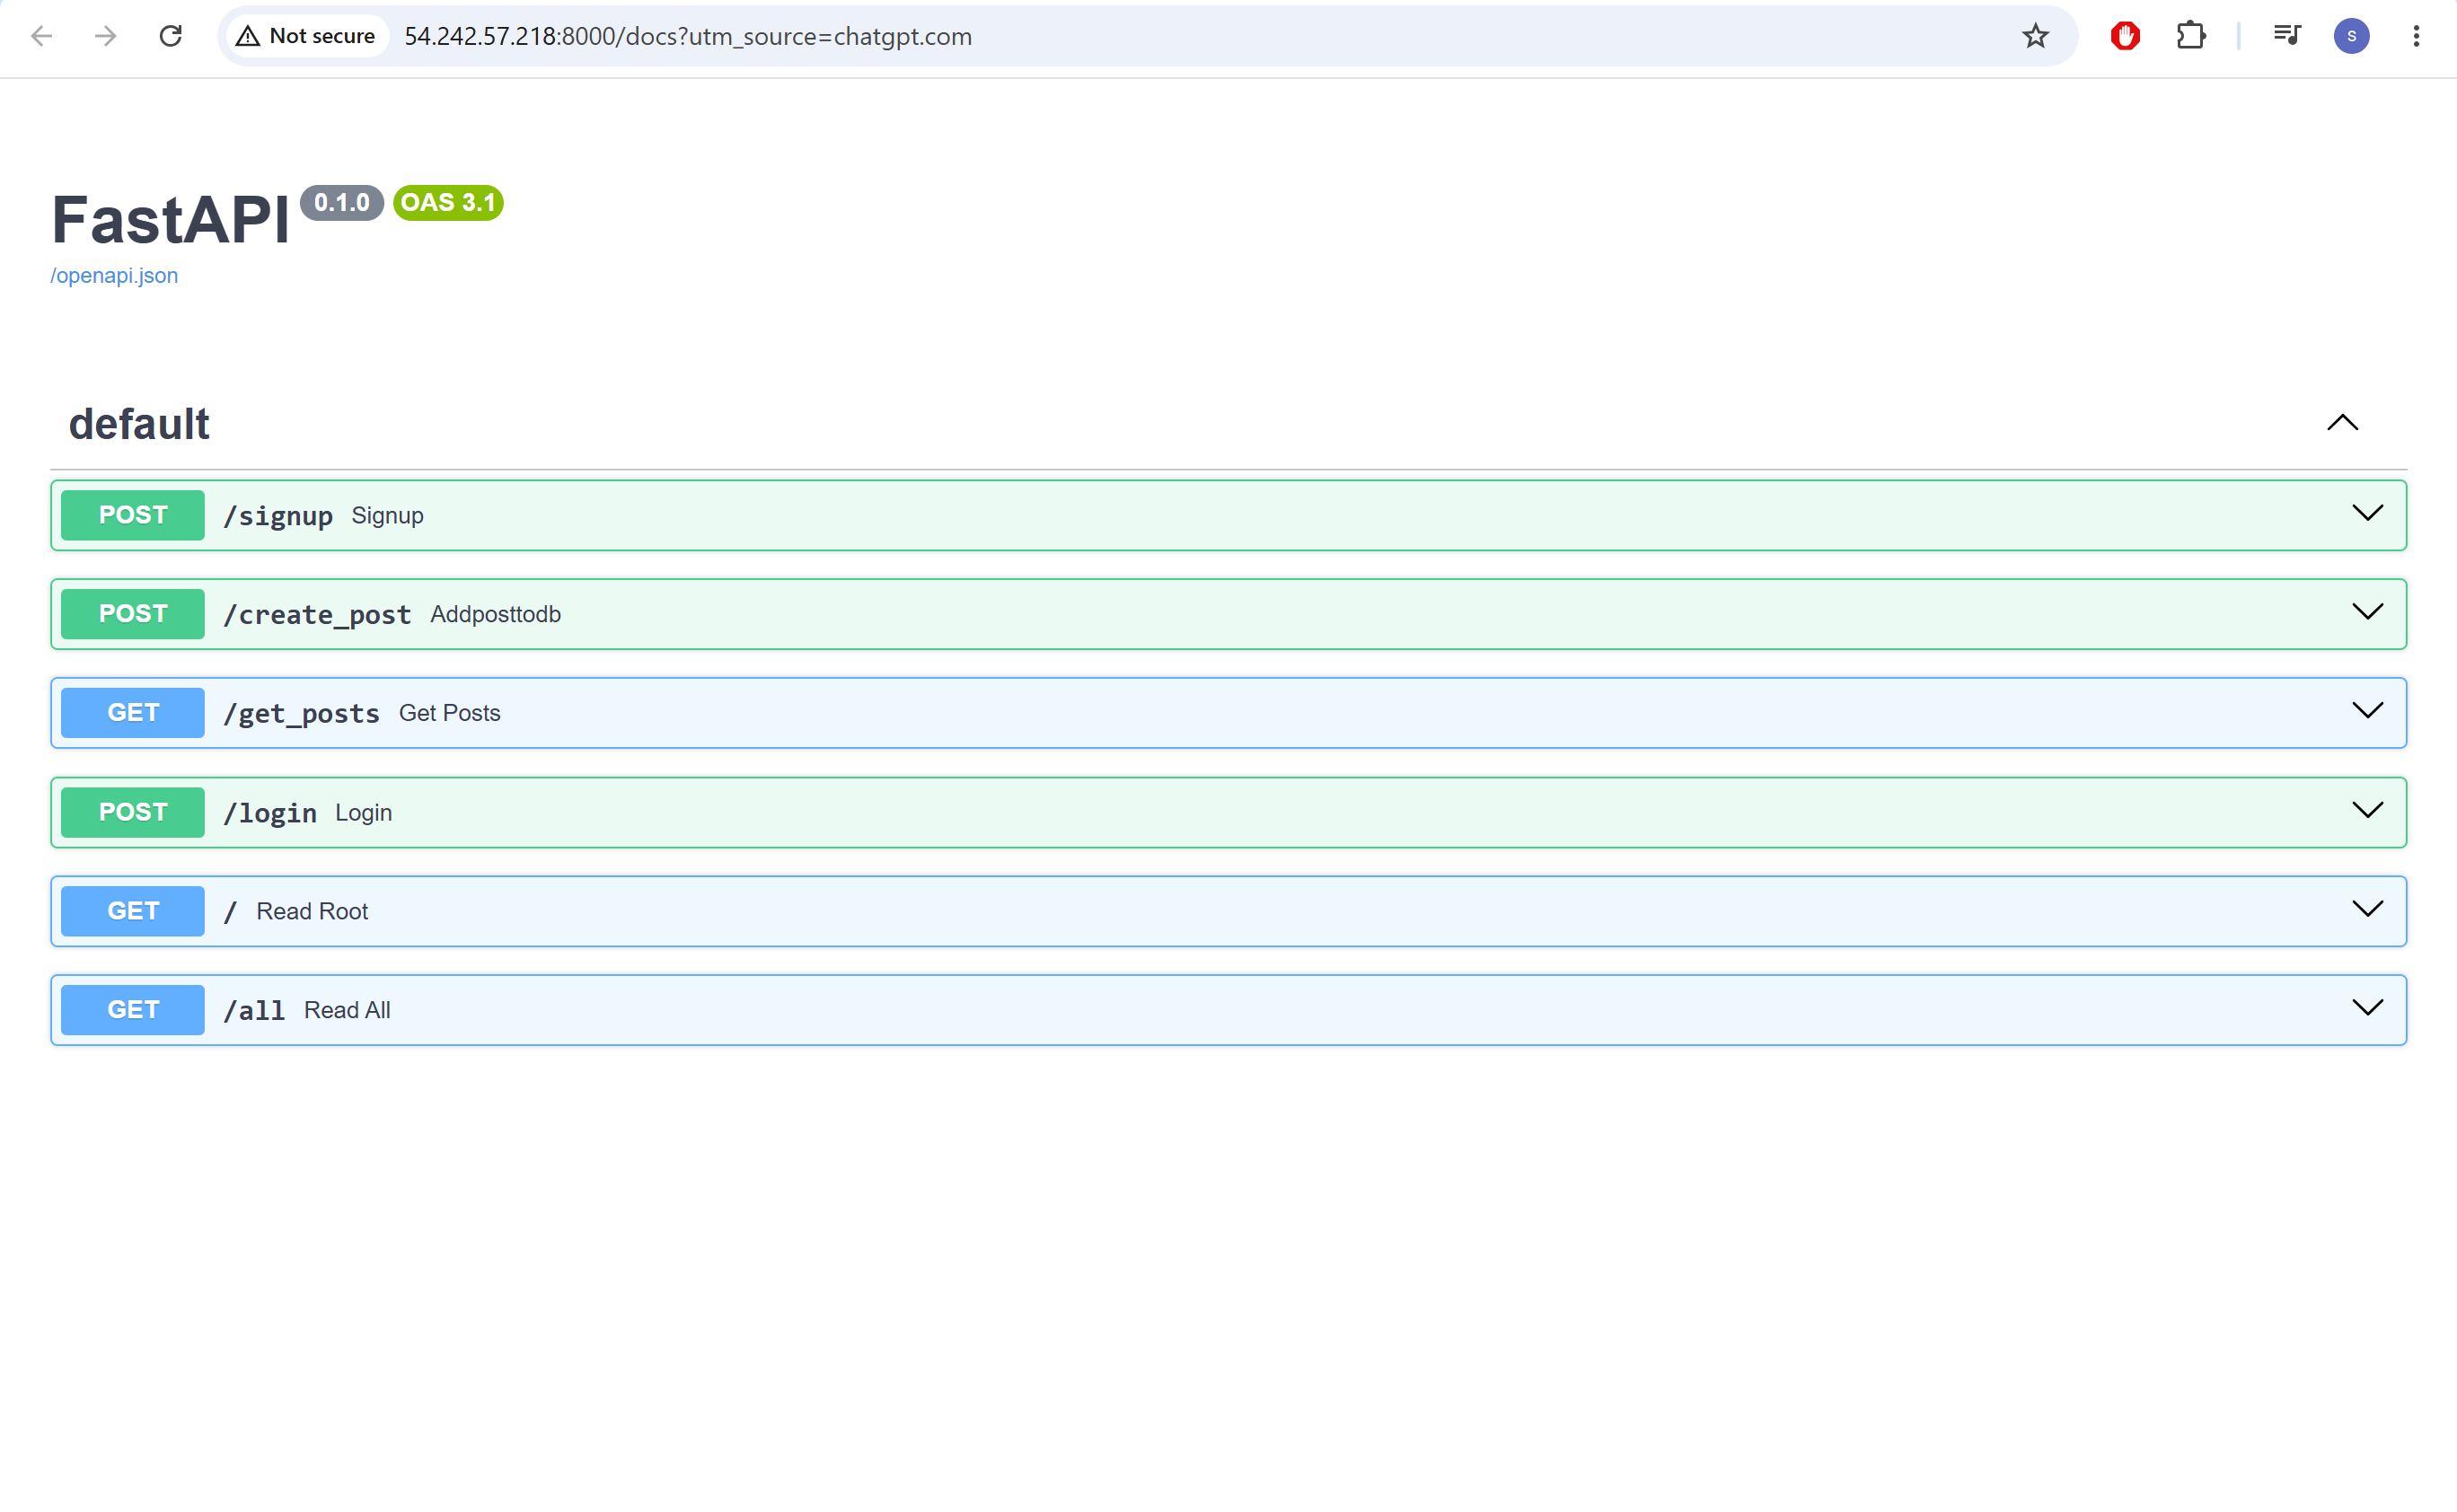 Not secure 54.242.57.218:8000/docs?utm_source=chatgpt.com
S
FastAPI 0.1.0 OAS 3.1
/openapi.json
default
POST /signup Signup
POST /create_post Addposttodb
GET /get_posts Get Posts
POST /login Login
GET / Read Root
GET /all Read All